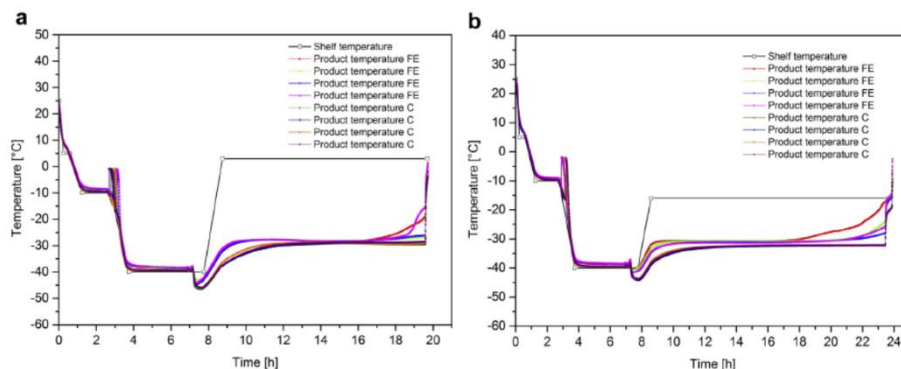 a
50
40
30
20
10
0
-10
-20
-30
-40
-50
-60
Temperature [°C]
Shelf temperature
Product temperature FE
Product temperature FE
Product temperature FE
Product temperature FE
Product temperature C
Product temperature C
Product temperature C
Product temperature C
0 2 4 6 8 10 12 14 16 18 20
Time [h]
b
40
30
20
10
0
-10
-20
-30
-40
-50
-60
Temperature [°C]
Shelf temperature
Product temperature FE
Product temperature FE
Product temperature FE
Product temperature FE
Product temperature C
Product temperature C
Product temperature C
Product temperature C
0 2 4 6 8 10 12 14 16 18 20 22 24
Time [h]